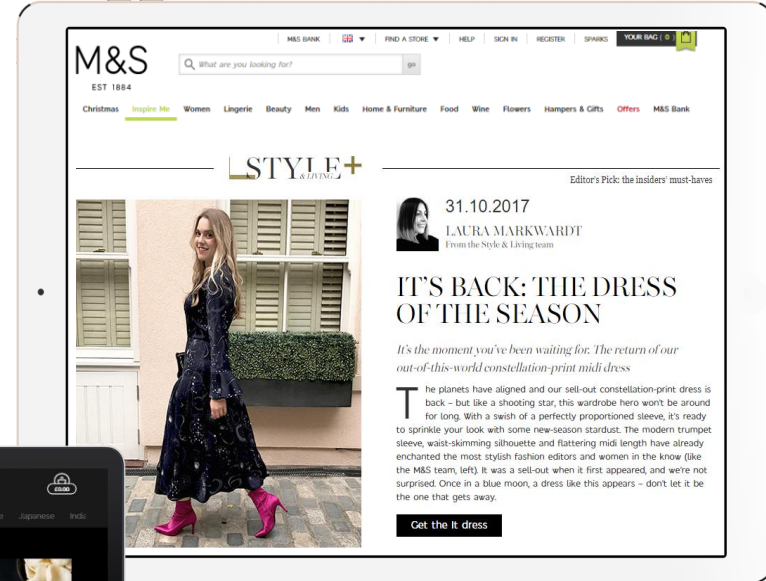 M&S BANK FIND A STORE HELP SIGN IN REGISTER SPARKS YOUR BAG ( 0 )
M&S
EST 1884
What are you looking for? go
Christmas Inspire Me Women Lingerie Beauty Men Kids Home & Furniture Food Wine Flowers Hampers & Gifts Offers M&S Bank
STYLE+
& LIVING
Editor's Pick: the insiders' must-haves
31.10.2017
LAURA MARKWARDT
From the Style & Living team
IT'S BACK: THE DRESS
OF THE SEASON
It's the moment you've been waiting for. The return of our
out-of-this-world constellation-print midi dress
The planets have aligned and our sell-out constellation-print dress is
back – but like a shooting star, this wardrobe hero won't be around
for long. With a swish of a perfectly proportioned sleeve, it's ready
to sprinkle your look with some new-season stardust. The modern trumpet
sleeve, waist-skimming silhouette and flattering midi length have already
enchanted the most stylish fashion editors and women in the know (like
the M&S team, left). It was a sell-out when it first appeared, and we're not
surprised. Once in a blue moon, a dress like this appears – don't let it be
the one that gets away.
Get the It dress
£0.00
Japanese